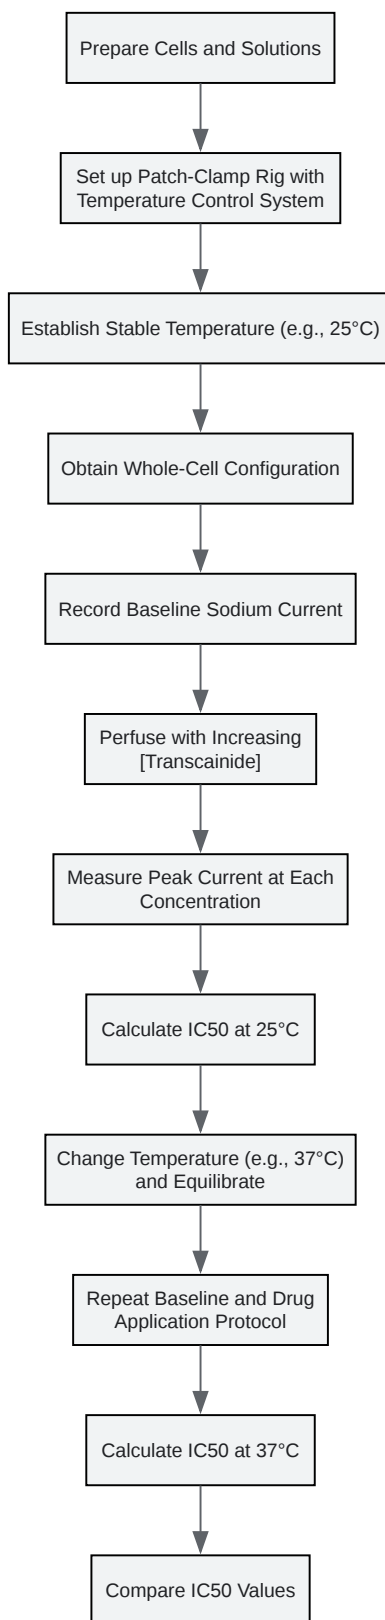 Prepare Cells and Solutions
Set up Patch-Clamp Rig with
Temperature Control System
Establish Stable Temperature (e.g., 25°C)
Obtain Whole-Cell Configuration
Record Baseline Sodium Current
Perfuse with Increasing
[Transcainide]
Measure Peak Current at Each
Concentration
Calculate IC50 at 25°C
Change Temperature (e.g., 37°C)
and Equilibrate
Repeat Baseline and Drug
Application Protocol
Calculate IC50 at 37°C
Compare IC50 Values